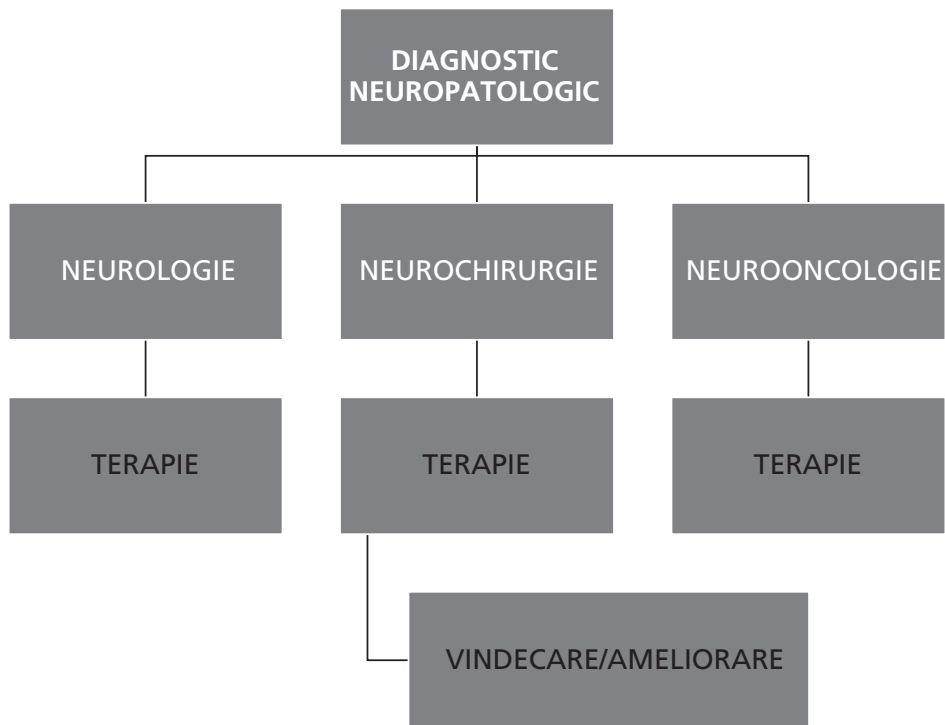 DIAGNOSTIC
NEUROPATOLOGIC
NEUROLOGIE
NEUROCHIRURGIE
NEUROONCOLOGIE
TERAPIE
TERAPIE
TERAPIE
VINDECARE/AMELIORARE